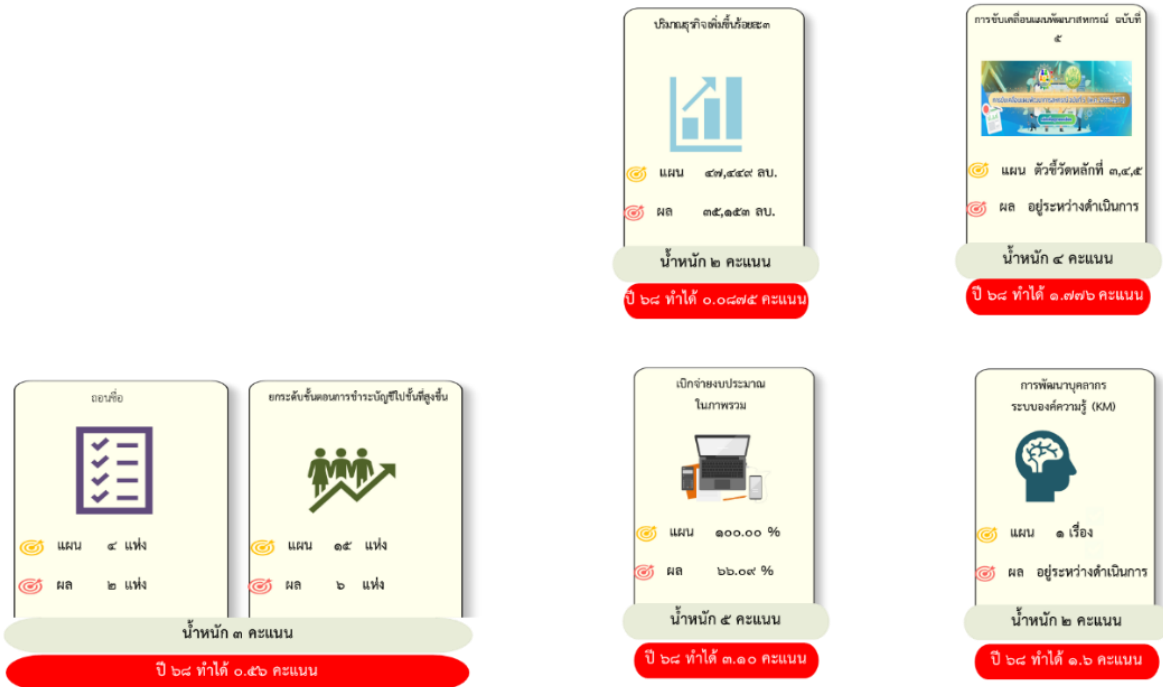 ปริมาณธุรกิจเพิ่มขึ้นร้อยละ๓
แผน ๔๗,๔๔๙ ลบ.
ผล ๓๕,๑๕๓ ลบ.
น้ำหนัก ๒ คะแนน
ปี ๖๘ ทำได้ ๐.๐๘๗๕ คะแนน
การขับเคลื่อนแผนพัฒนาสหกรณ์ ฉบับที่
๕
แผน ตัวชี้วัดหลักที่ ๓,๔,๕
ผล อยู่ระหว่างดำเนินการ
น้ำหนัก ๔ คะแนน
ปี ๖๘ ทำได้ ๑.๗๗๖ คะแนน
ถอนชื่อ
แผน ๔ แห่ง
ผล ๒ แห่ง
ยกระดับขั้นตอนการชำระบัญชีไปขั้นที่สูงขึ้น
แผน ๑๕ แห่ง
ผล ๖ แห่ง
น้ำหนัก ๓ คะแนน
ปี ๖๘ ทำได้ ๐.๕๖ คะแนน
เบิกจ่ายงบประมาณ
ในภาพรวม
แผน ๑๐๐.๐๐ %
ผล ๖๖.๐๙ %
น้ำหนัก ๕ คะแนน
ปี ๖๘ ทำได้ ๓.๑๐ คะแนน
การพัฒนาบุคลากร
ระบบองค์ความรู้ (KM)
แผน ๑ เรื่อง
ผล อยู่ระหว่างดำเนินการ
น้ำหนัก ๒ คะแนน
ปี ๖๘ ทำได้ ๑.๖ คะแนน